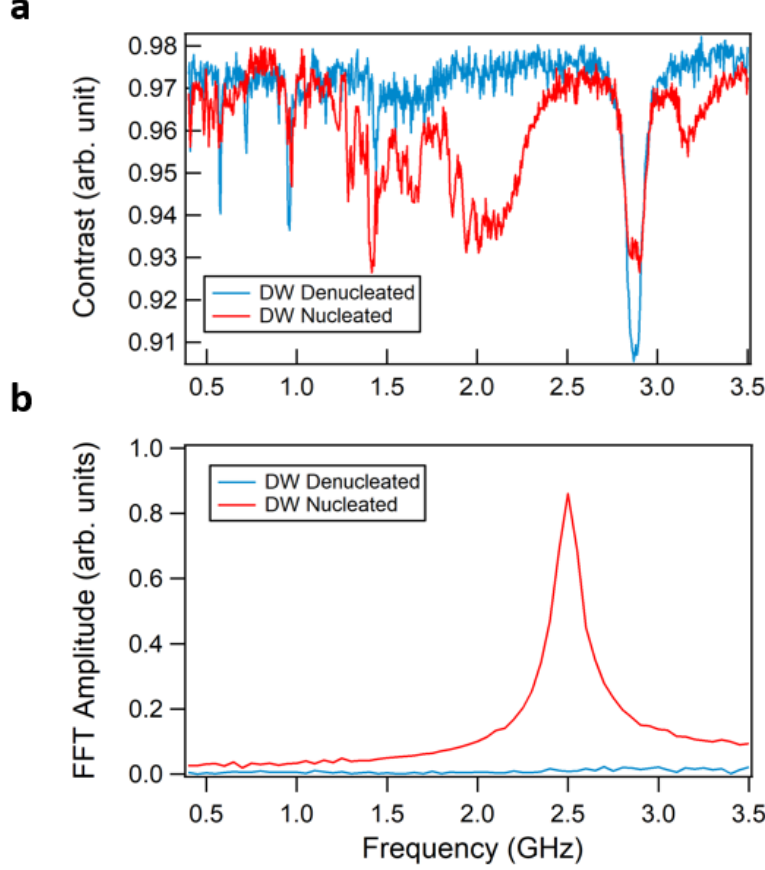 a
0.98
0.97
0.96
0.95
0.94
0.93
0.92
0.91
Contrast (arb. unit)
DW Denucleated
DW Nucleated
0.5 1.0 1.5 2.0 2.5 3.0 3.5
b
1.0
0.8
0.6
0.4
0.2
0.0
FFT Amplitude (arb. units)
DW Denucleated
DW Nucleated
0.5 1.0 1.5 2.0 2.5 3.0 3.5
Frequency (GHz)